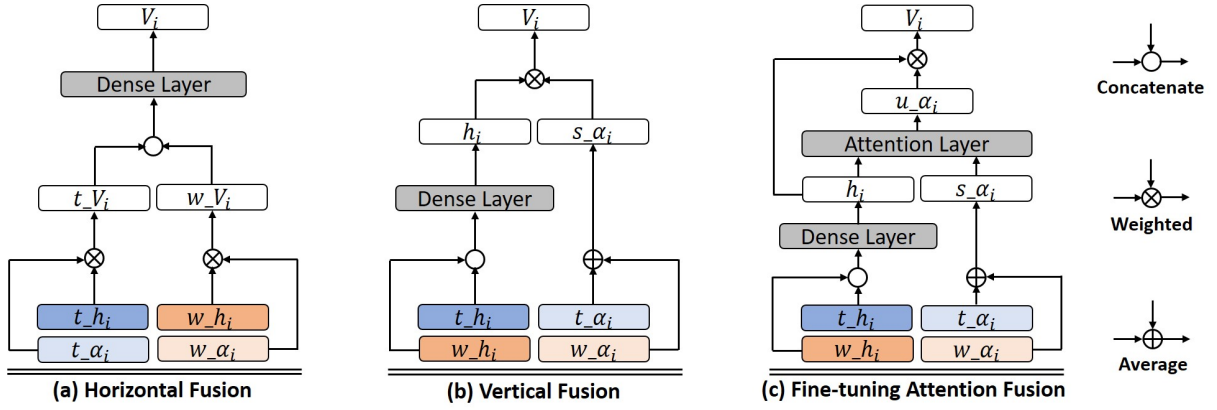 V_i
Dense Layer
t_V_i
w_V_i
t_h_i
w_h_i
t_α_i
w_α_i
(a) Horizontal Fusion
V_i
h_i
s_α_i
Dense Layer
t_h_i
t_α_i
w_h_i
w_α_i
(b) Vertical Fusion
V_i
u_α_i
Attention Layer
h_i
s_α_i
Dense Layer
t_h_i
t_α_i
w_h_i
w_α_i
(c) Fine-tuning Attention Fusion
Concatenate
Weighted
Average